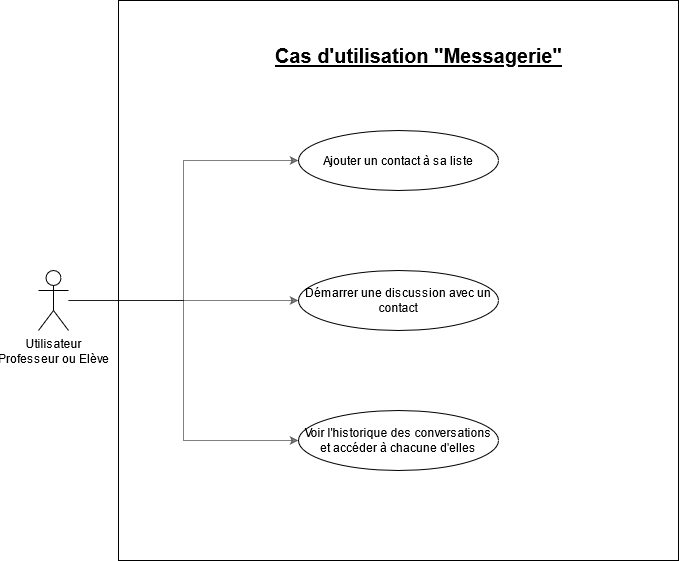 Cas d'utilisation "Messagerie"
Ajouter un contact à sa liste
Démarrer une discussion avec un
contact
Utilisateur
Professeur ou Elève
Voir l'historique des conversations
et accéder à chacune d'elles